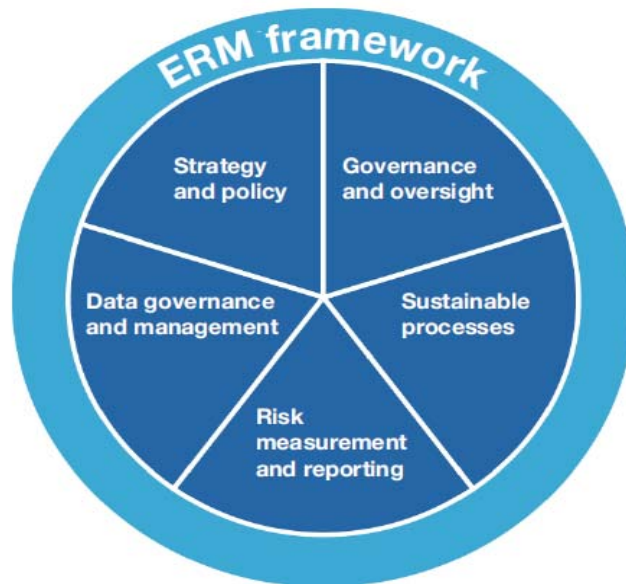 ERM framework
Strategy
and policy
Governance
and oversight
Data governance
and management
Sustainable
processes
Risk
measurement
and reporting